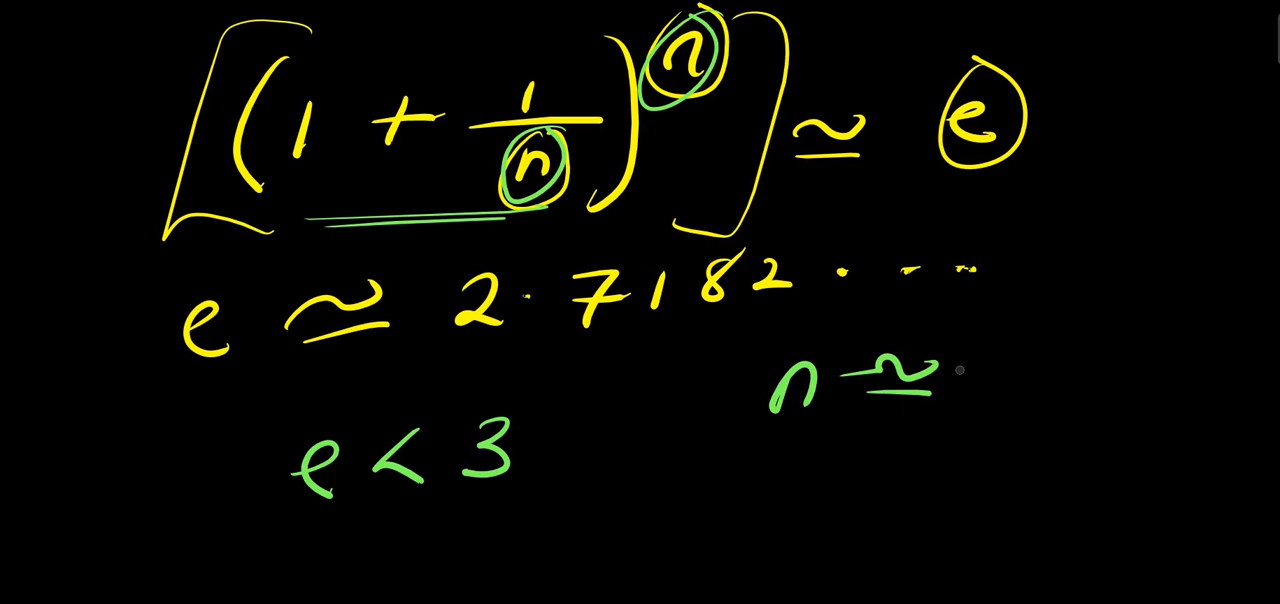 [(1 + 1/n)^n] ≃ e
e ≃ 2.7182 . . . .
n ≃
e < 3